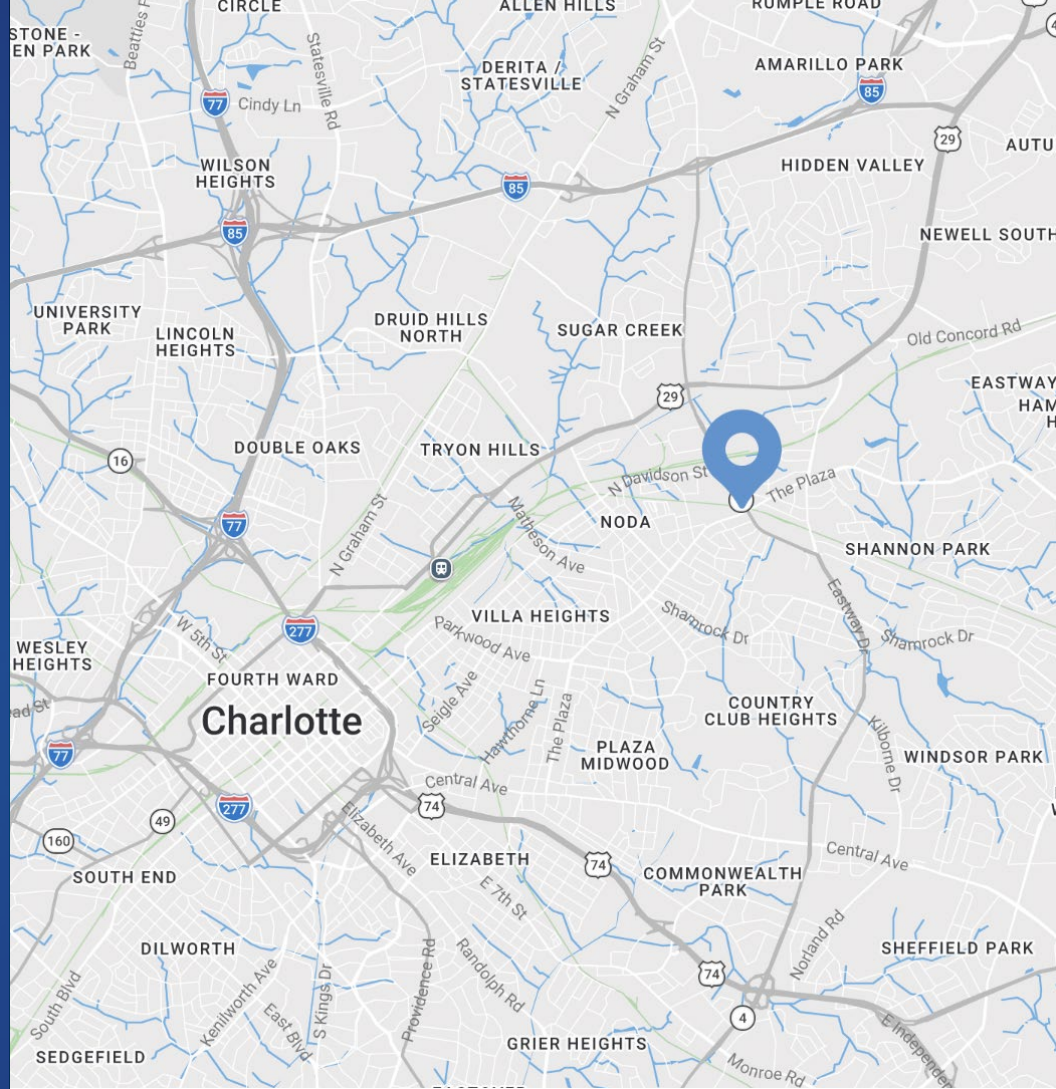 CIRCLE
ALLEN HILLS
RUMPLE ROAD
STONE -
EN PARK
Beatties F
Statesville Rd
DERITA /
STATESVILLE
N Graham St
AMARILLO PARK
85
77
Cindy Ln
29
AUTU
WILSON
HEIGHTS
85
HIDDEN VALLEY
85
NEWELL SOUTH
UNIVERSITY
PARK
LINCOLN
HEIGHTS
DRUID HILLS
NORTH
SUGAR CREEK
Old Concord Rd
29
EASTWAY
HAM
H
16
DOUBLE OAKS
TRYON HILLS
N Davidson St
The Plaza
77
N Graham St
Matheson Ave
NODA
SHANNON PARK
277
W 5th St
VILLA HEIGHTS
Shamrock Dr
Eastway Dr
Shamrock Dr
WESLEY
HEIGHTS
Parkwood Ave
FOURTH WARD
Seigle Ave
Hawthorne Ln
The Plaza
COUNTRY
CLUB HEIGHTS
ad St
Charlotte
77
PLAZA
MIDWOOD
Kilborne Dr
WINDSOR PARK
W
277
Central Ave
74
49
160
Elizabeth Ave
ELIZABETH
74
Central Ave
SOUTH END
E 7th St
COMMONWEALTH
PARK
DILWORTH
Norland Rd
SHEFFIELD PARK
South Blvd
Kenilworth Ave
East Blvd
S Kings Dr
Providence Rd
Randolph Rd
74
4
SEDGEFIELD
GRIER HEIGHTS
Monroe Rd
E Independen